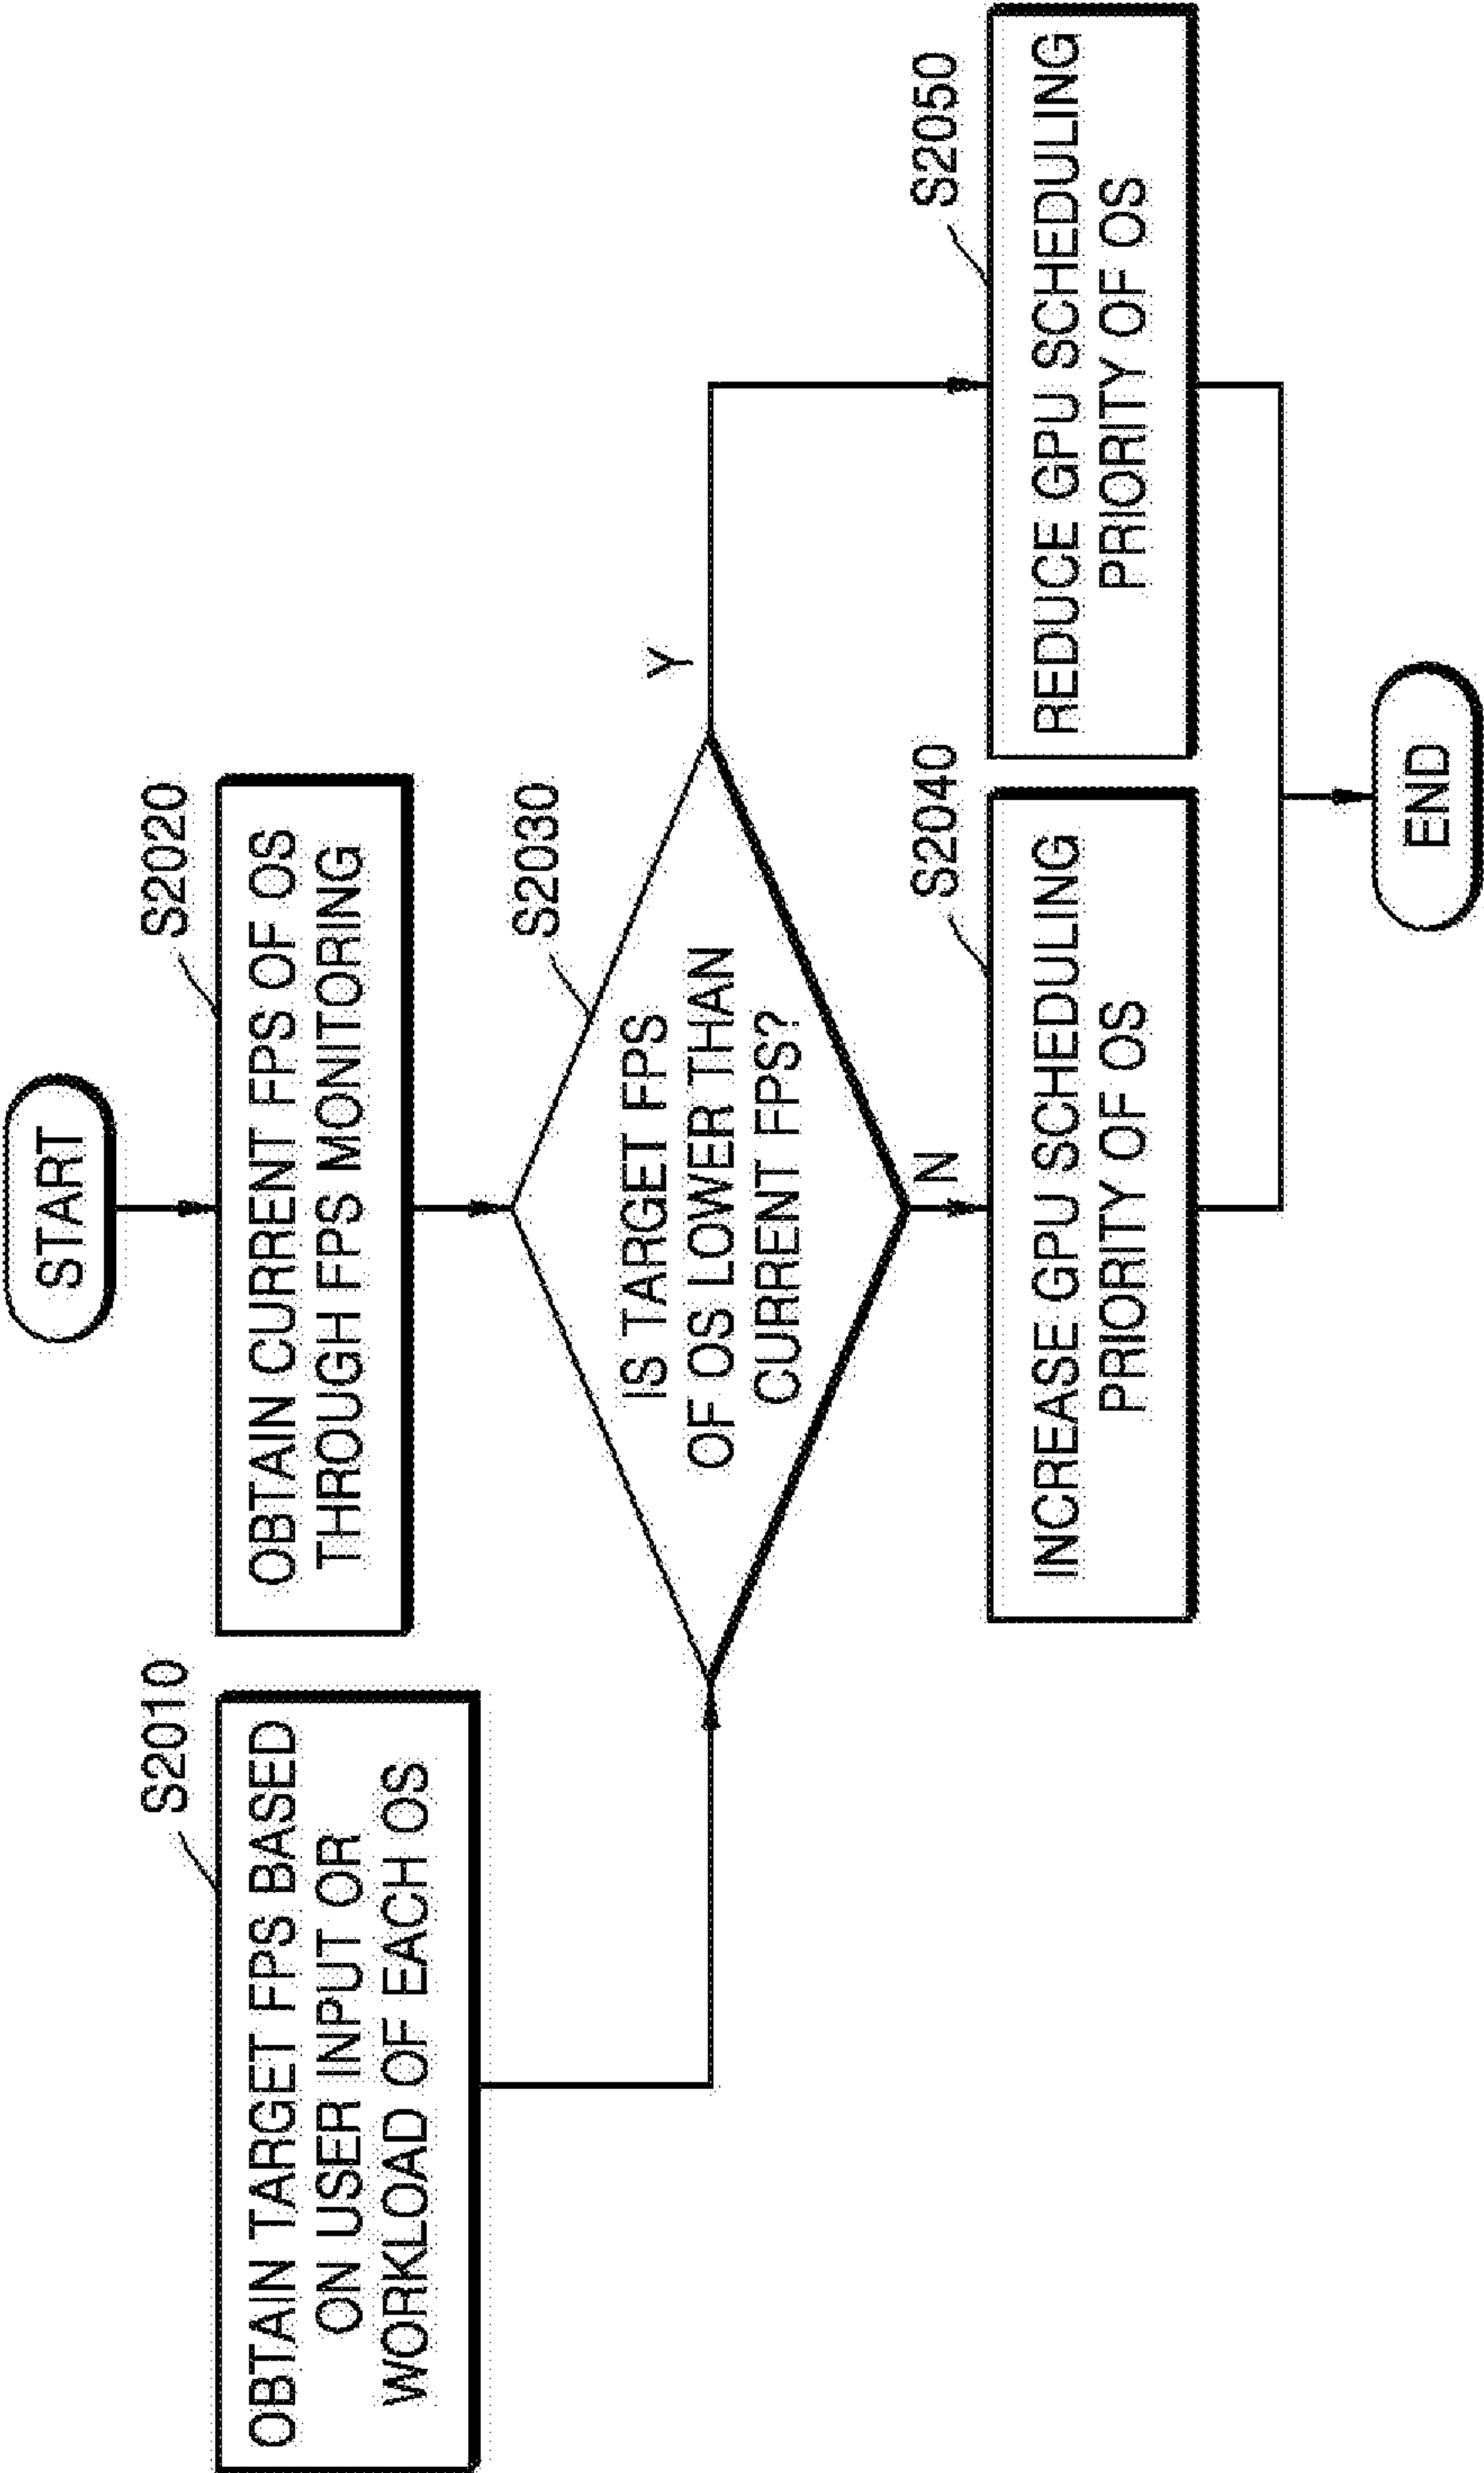 START
S2010
OBTAIN TARGET FPS BASED
ON USER INPUT OR
WORKLOAD OF EACH OS
S2020
OBTAIN CURRENT FPS OF OS
THROUGH FPS MONITORING
S2030
IS TARGET FPS
OF OS LOWER THAN
CURRENT FPS?
Y
N
S2040
INCREASE GPU SCHEDULING
PRIORITY OF OS
S2050
REDUCE GPU SCHEDULING
PRIORITY OF OS
END